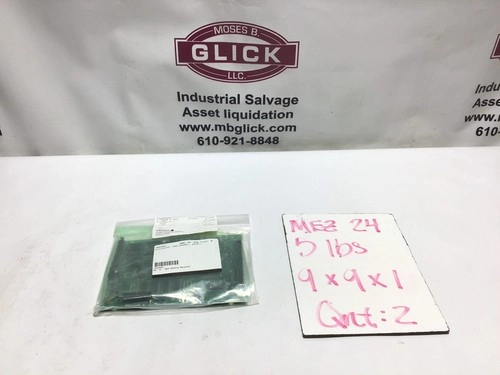 MOSES B.
GLICK
LLC.
Industrial Salvage
Asset liquidation
www.mbglick.com
610-921-8848
MEZ 24
5 lbs
9 x 9 x 1
Qnt: 2